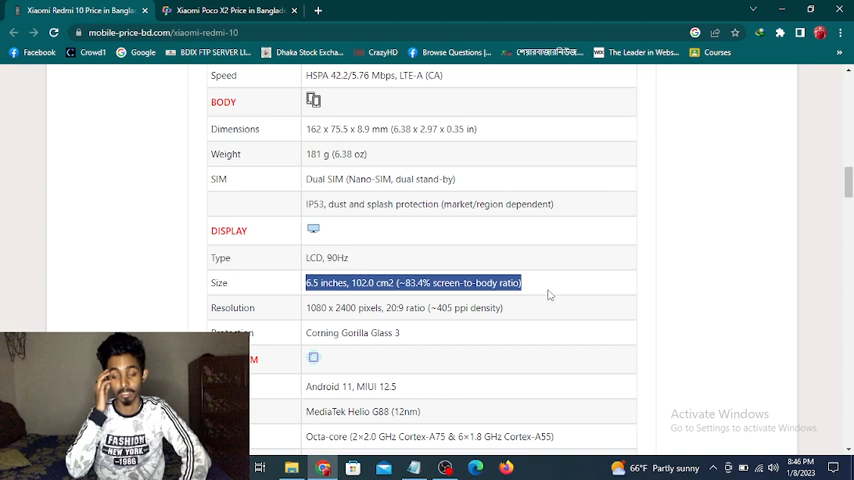 Xiaomi Redmi 10 Price in Banglad
Xiaomi Poco X2 Price in Banglade
mobile-price-bd.com/xiaomi-redmi-10
Facebook
Crowd1
Google
BDIX FTP SERVER LI...
Dhaka Stock Excha...
CrazyHD
Browse Questions |...
শেয়ারবাজারনিউজ....
The Leader in Webs...
Courses
Speed
HSPA 42.2/5.76 Mbps, LTE-A (CA)
BODY
Dimensions
162 x 75.5 x 8.9 mm (6.38 x 2.97 x 0.35 in)
Weight
181 g (6.38 oz)
SIM
Dual SIM (Nano-SIM, dual stand-by)
IP53, dust and splash protection (market/region dependent)
DISPLAY
Type
LCD, 90Hz
Size
6.5 inches, 102.0 cm2 (~83.4% screen-to-body ratio)
Resolution
1080 x 2400 pixels, 20:9 ratio (~405 ppi density)
Corning Gorilla Glass 3
Android 11, MIUI 12.5
MediaTek Helio G88 (12nm)
Octa-core (2×2.0 GHz Cortex-A75 & 6×1.8 GHz Cortex-A55)
Activate Windows
Go to Settings to activate Windows.
FASHION
NEW YORK
-1986
66°F Partly sunny
8:46 PM
1/8/2023